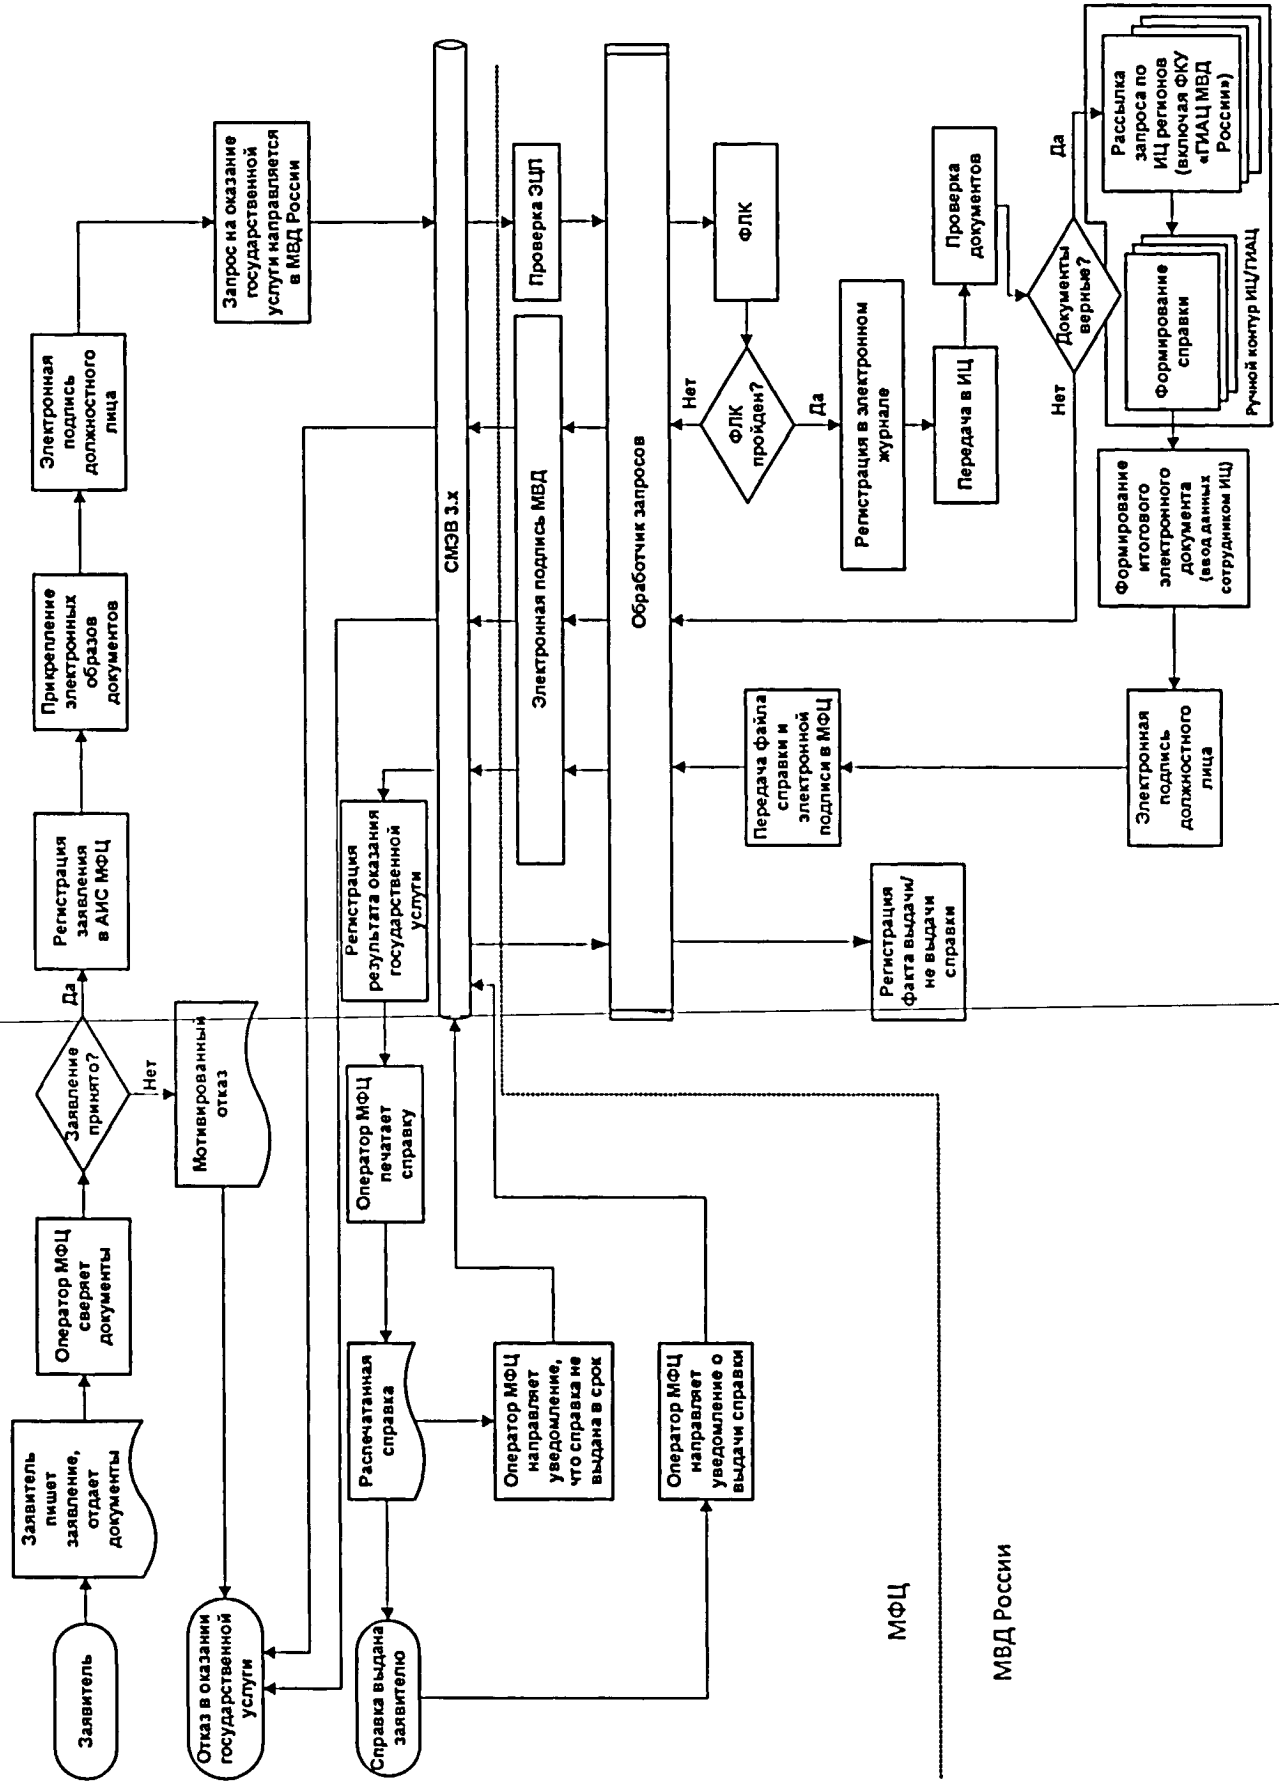 Заявитель
Заявитель
пишет
заявление,
отдает
документы
Оператор МФЦ
сверяет
документы
Заявление
принято?
Да
Нет
Регистрация
заявления
в АИС МФЦ
Прикрепление
электронных
образов
документов
Электронная
подпись
должностного
лица
Мотивированный
отказ
Запрос на оказание
государственной
услуги направляется
в МВД России
Отказ в оказании
государственной
услуги
Справка выдана
заявителю
Распечатанная
справка
Оператор МФЦ
печатает
справку
Регистрация
результата оказания
государственной
услуги
СМЭВ 3.х
Оператор МФЦ
направляет
уведомление,
что справка не
выдана в срок
Электронная подпись МВД
Проверка ЭЦП
Обработчик запросов
Оператор МФЦ
направляет
уведомление о
выдачи справки
ФЛК
Нет
ФЛК
пройден?
Да
Передача файла
справки и
электронной
подписи в МФЦ
Регистрация в электронном
журнале
Регистрация
факта выдачи/
не выдачи
справки
Передача в ИЦ
Проверка
документов
МФЦ
МВД России
Нет
Документы
верные?
Да
Рассылка
запроса по
ИЦ регионов
(включая ФКУ
«ГИАЦ МВД
России»)
Формирование
справки
Ручной контур ИЦ/ГИАЦ
Формирование
итогового
электронного
документа
(ввод данных
сотрудником ИЦ)
Электронная
подпись
должностного
лица